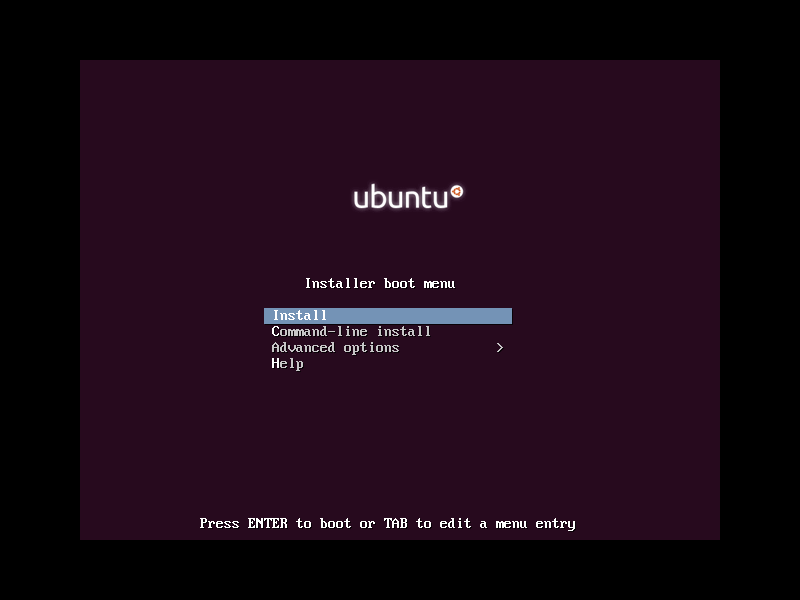 ubuntu
Installer boot menu
Install
Command-line install
Advanced options >
Help
Press ENTER to boot or TAB to edit a menu entry